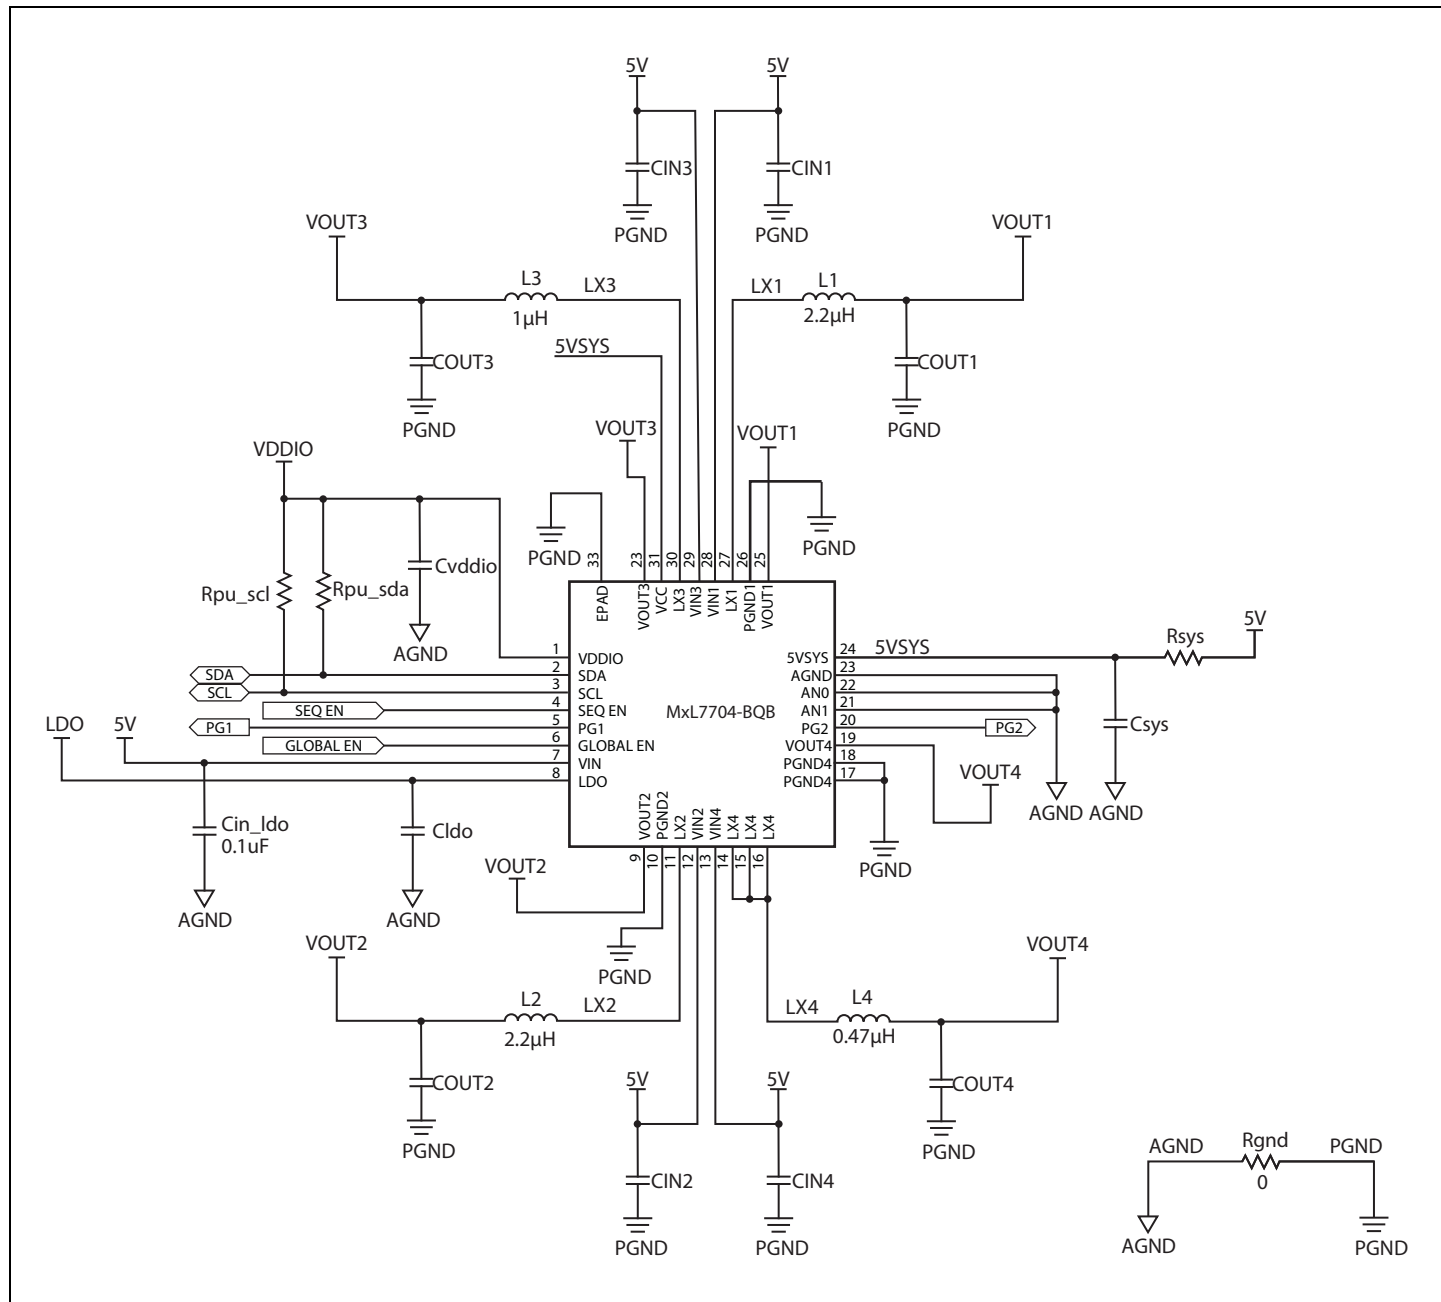 5V
5V
CIN3
CIN1
PGND
PGND
VOUT3
VOUT1
L3
LX3
LX1
L1
1µH
2.2µH
5VSYS
COUT3
COUT1
PGND
PGND
VOUT3
VOUT1
VDDIO
PGND
PGND
33
23
31
30
29
28
27
26
25
EPAD
VOUT3
VCC
LX3
VIN3
VIN1
LX1
PGND1
VOUT1
Rpu_scl
Rpu_sda
Cvddio
AGND
5V
Rsys
5VSYS
1 VDDIO
2 SDA
3 SCL
4 SEQ EN
5 PG1
6 GLOBAL EN
7 VIN
8 LDO
SDA
SCL
SEQ EN
PG1
GLOBAL EN
LDO
5V
MxL7704-BQB
5VSYS 24
AGND 23
AN0 22
AN1 21
PG2 20
VOUT4 19
PGND4 18
PGND4 17
PG2
Csys
VOUT4
AGND
AGND
PGND
Cin_ldo
0.1uF
Cldo
AGND
AGND
VOUT2
PGND2
LX2
VIN2
VIN4
LX4
LX4
LX4
9
10
11
12
13
14
15
16
VOUT2
PGND
VOUT2
VOUT4
L2
LX2
LX4
L4
2.2µH
0.47µH
COUT2
COUT4
PGND
PGND
5V
5V
CIN2
CIN4
PGND
PGND
AGND
Rgnd
PGND
0
AGND
PGND